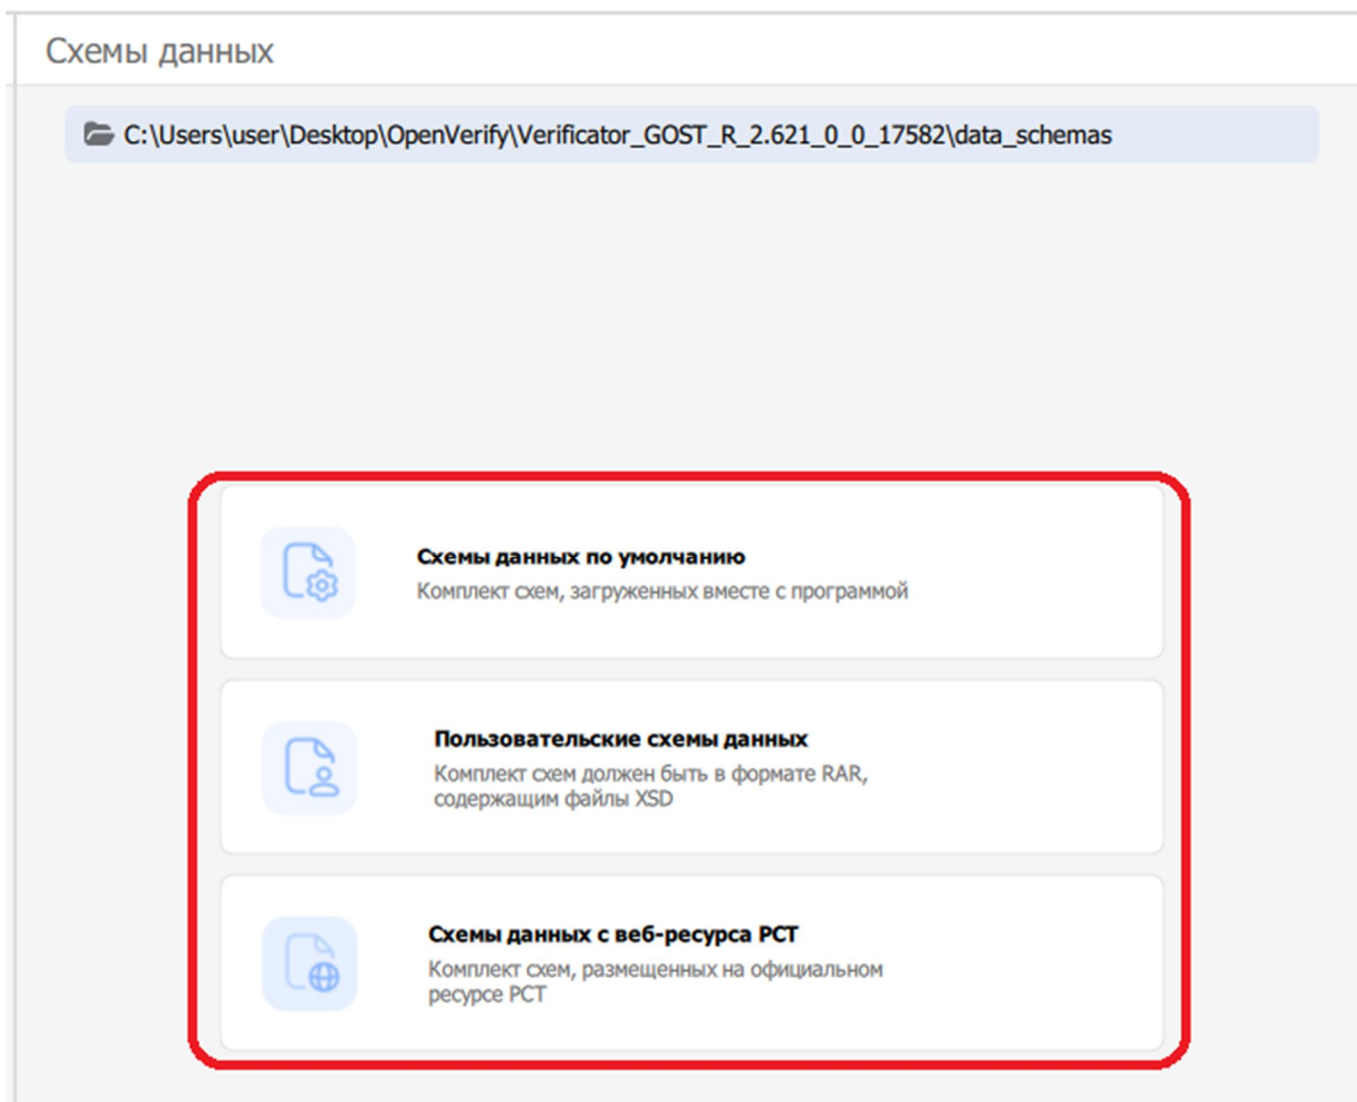 Схемы данных
C:\Users\user\Desktop\OpenVerify\Verificator_GOST_R_2.621_0_0_17582\data_schemas
Схемы данных по умолчанию
Комплект схем, загруженных вместе с программой
Пользовательские схемы данных
Комплект схем должен быть в формате RAR,
содержащим файлы XSD
Схемы данных с веб-ресурса РСТ
Комплект схем, размещенных на официальном
ресурсе РСТ